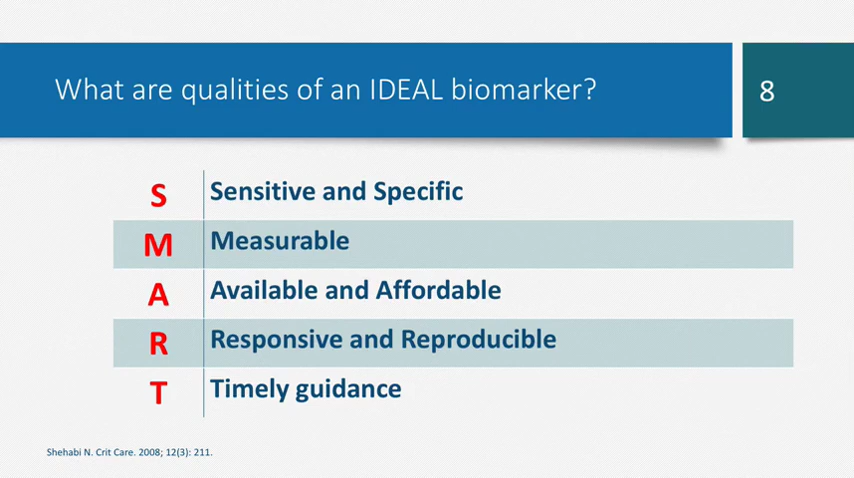 What are qualities of an IDEAL biomarker?
8
S Sensitive and Specific
M Measurable
A Available and Affordable
R Responsive and Reproducible
T Timely guidance
Shehabi N. Crit Care. 2008; 12(3): 211.